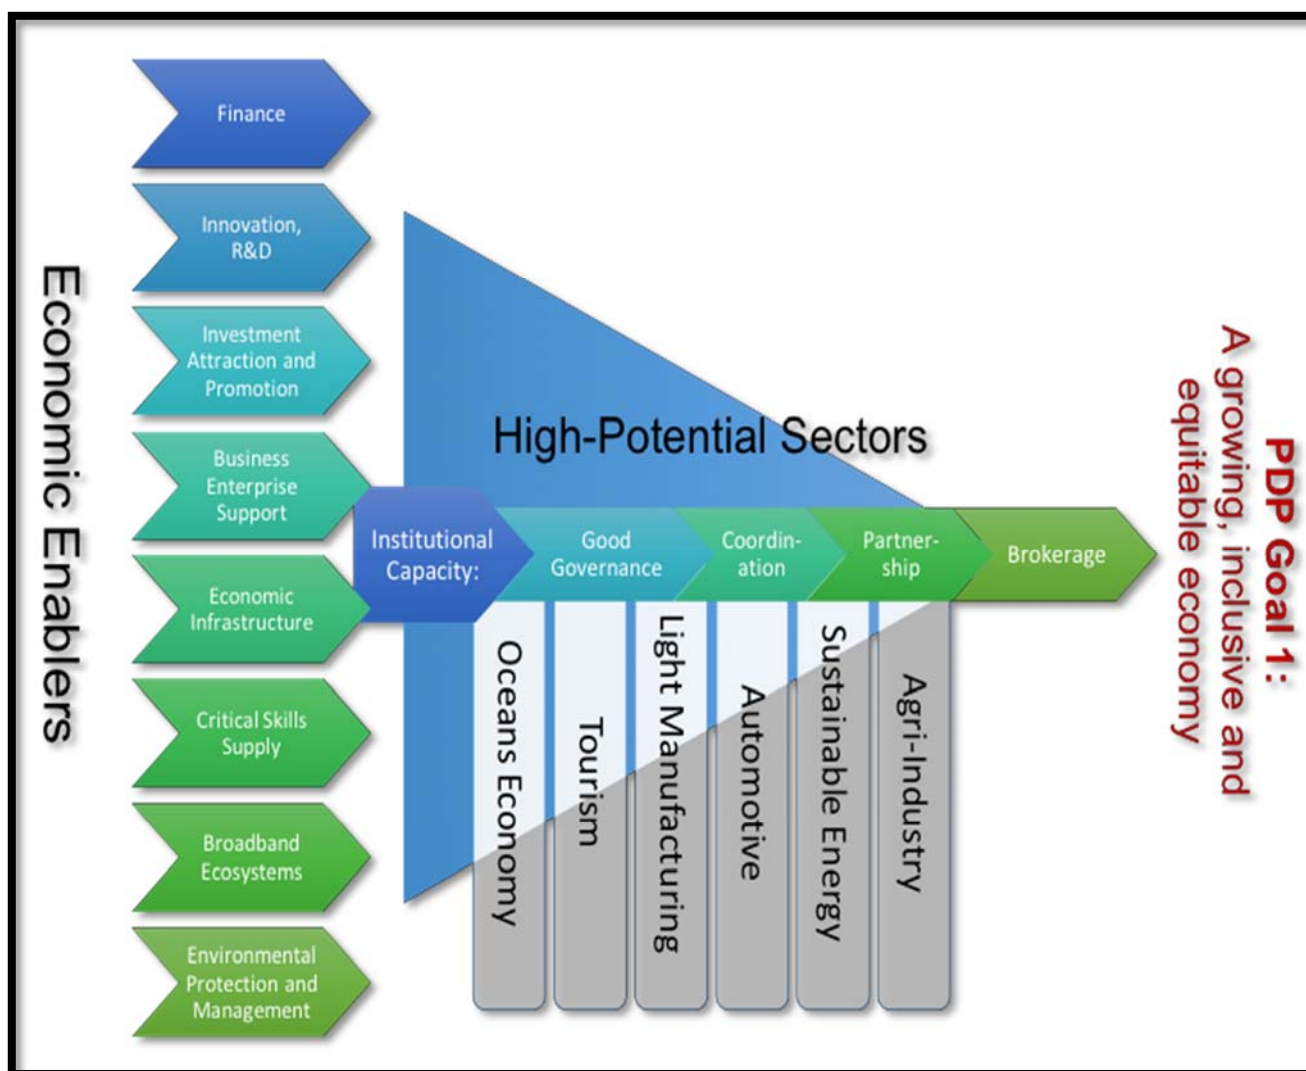 Economic Enablers
Finance
Innovation,
R&D
Investment
Attraction and
Promotion
Business
Enterprise
Support
Economic
Infrastructure
Critical Skills
Supply
Broadband
Ecosystems
Environmental
Protection and
Management
High-Potential Sectors
Institutional
Capacity:
Good
Governance
Coordin-
ation
Partner-
ship
Brokerage
Oceans Economy
Tourism
Light Manufacturing
Automotive
Sustainable Energy
Agri-Industry
PDP Goal 1:
A growing, inclusive and
equitable economy